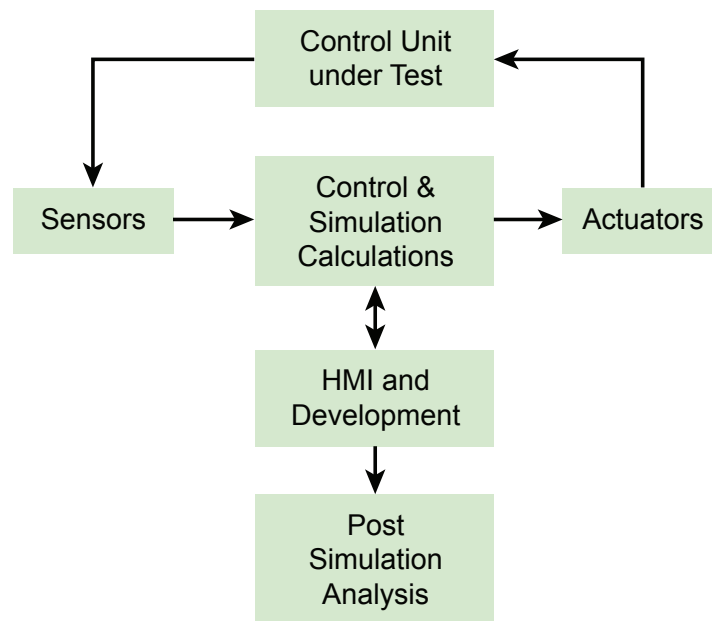 Control Unit
under Test
Sensors
Control &
Simulation
Calculations
Actuators
HMI and
Development
Post
Simulation
Analysis